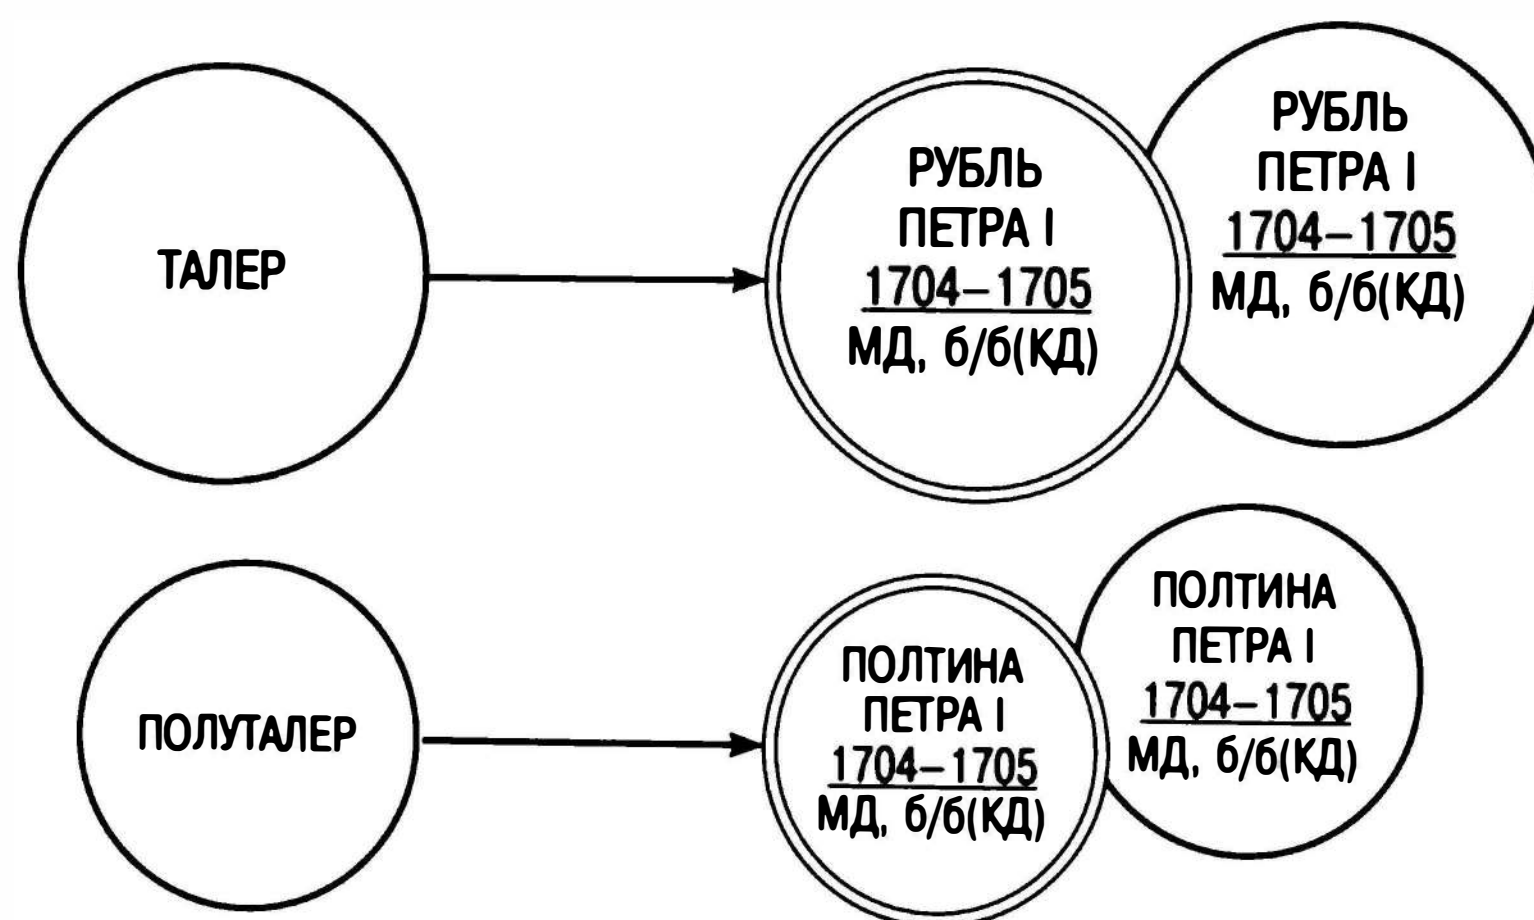 ТАЛЕР
РУБЛЬ
ПЕТРА I
1704–1705
МД, б/б(КД)
РУБЛЬ
ПЕТРА I
1704–1705
МД, б/б(КД)
ПОЛУТАЛЕР
ПОЛТИНА
ПЕТРА I
1704–1705
МД, б/б(КД)
ПОЛТИНА
ПЕТРА I
1704–1705
МД, б/б(КД)